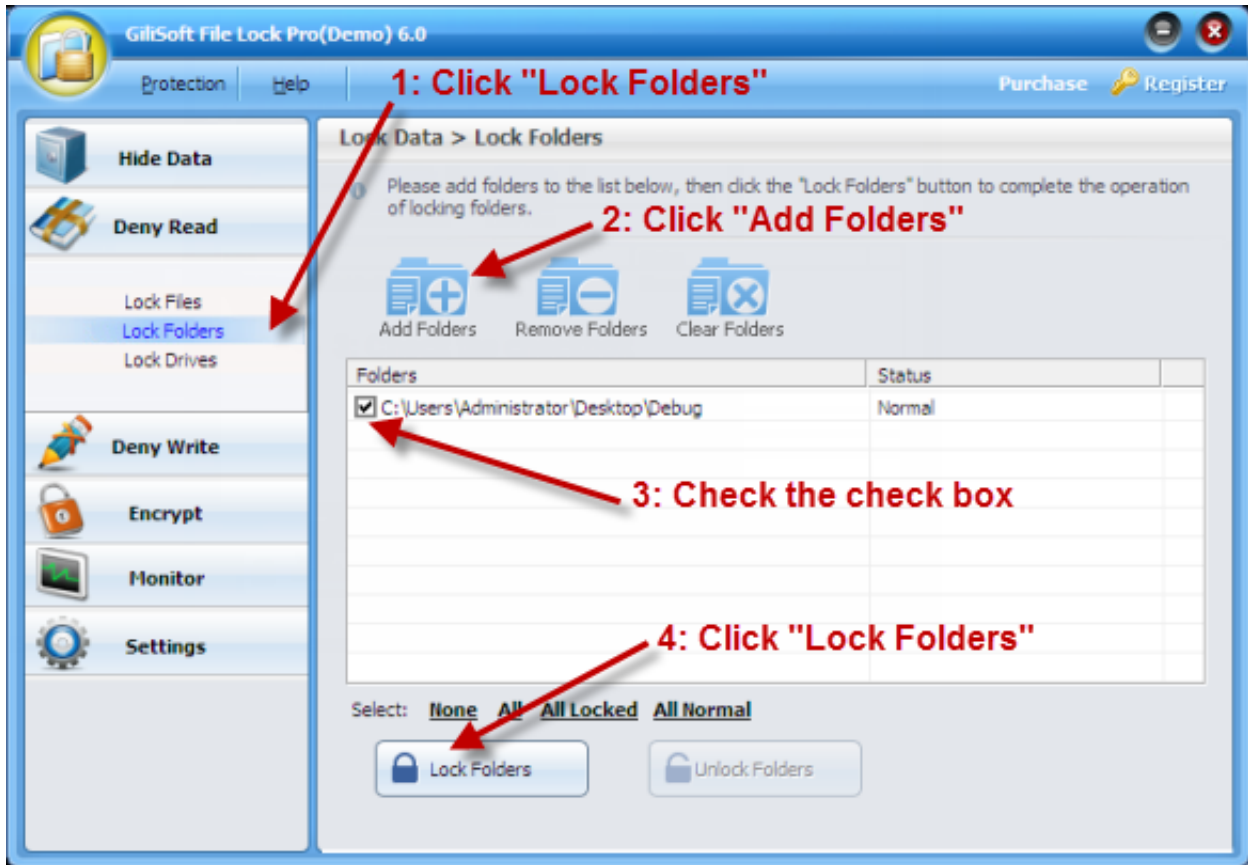 GiliSoft File Lock Pro(Demo) 6.0
Protection Help Purchase Register
1: Click "Lock Folders"
Hide Data
Deny Read
Lock Files
Lock Folders
Lock Drives
Deny Write
Encrypt
Monitor
Settings
Lock Data > Lock Folders
Please add folders to the list below, then click the "Lock Folders" button to complete the operation
of locking folders.
2: Click "Add Folders"
Add Folders Remove Folders Clear Folders
Folders Status
C:\Users\Administrator\Desktop\Debug Normal
3: Check the check box
4: Click "Lock Folders"
Select: None All All Locked All Normal
Lock Folders Unlock Folders